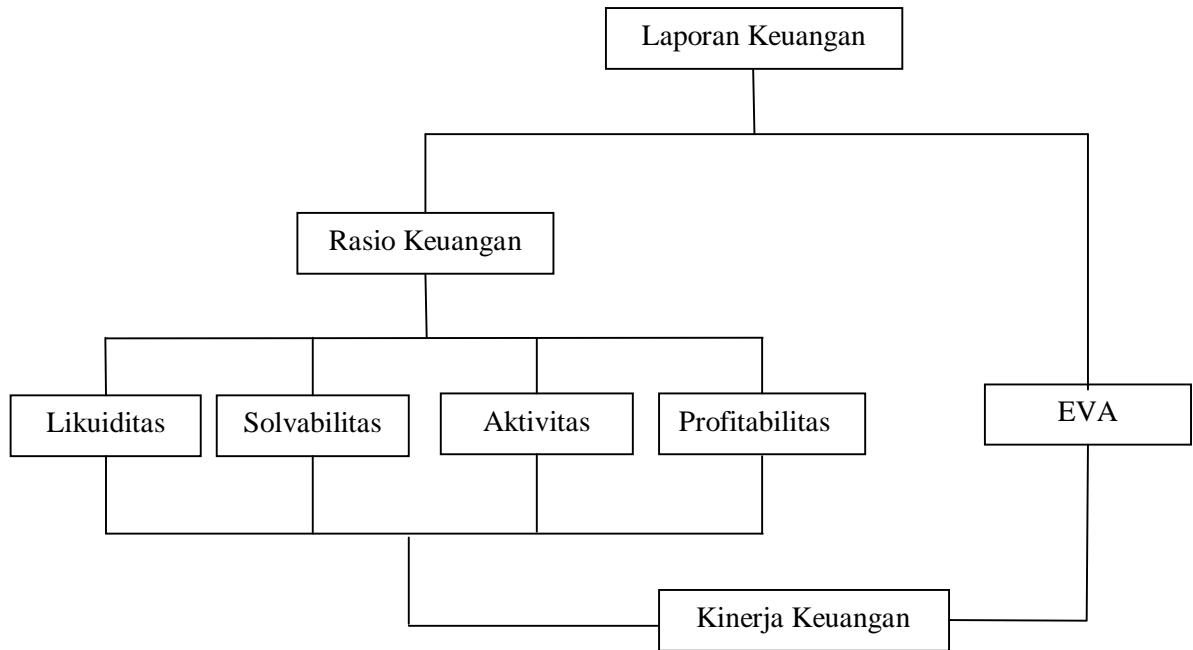 Laporan Keuangan
Rasio Keuangan
Likuiditas
Solvabilitas
Aktivitas
Profitabilitas
EVA
Kinerja Keuangan